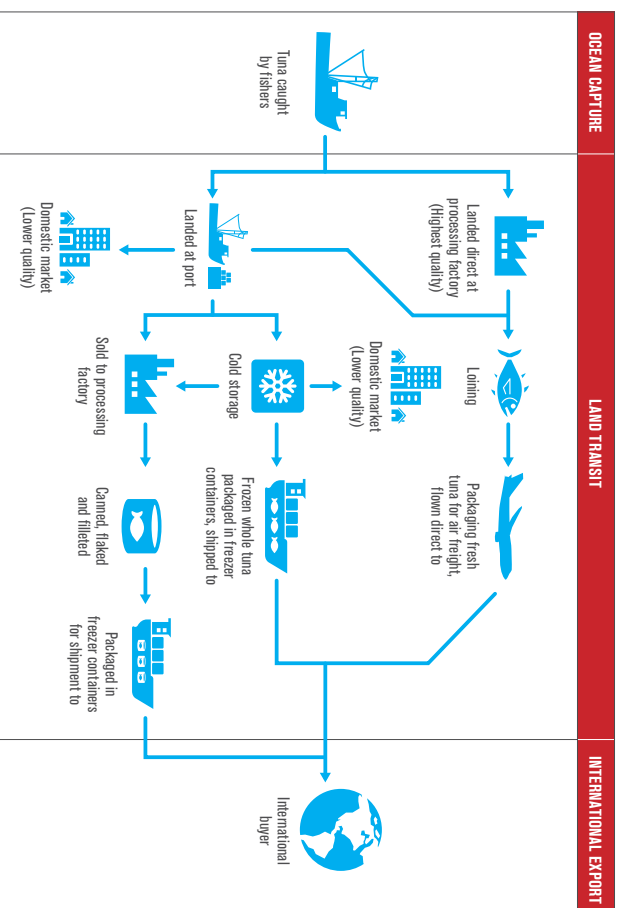 OCEAN CAPTURE
LAND TRANSIT
INTERNATIONAL EXPORT
Tuna caught
by fishers
Landed direct at
processing factory
(Highest quality)
Loining
Packaging fresh
tuna for air freight,
flown direct to
Landed at port
Domestic market
(Lower quality)
Domestic market
(Lower quality)
Cold storage
Frozen whole tuna
packaged in freezer
containers, shipped to
Sold to processing
factory
Canned, flaked
and filleted
Packaged in
freezer containers
for shipment to
International
buyer